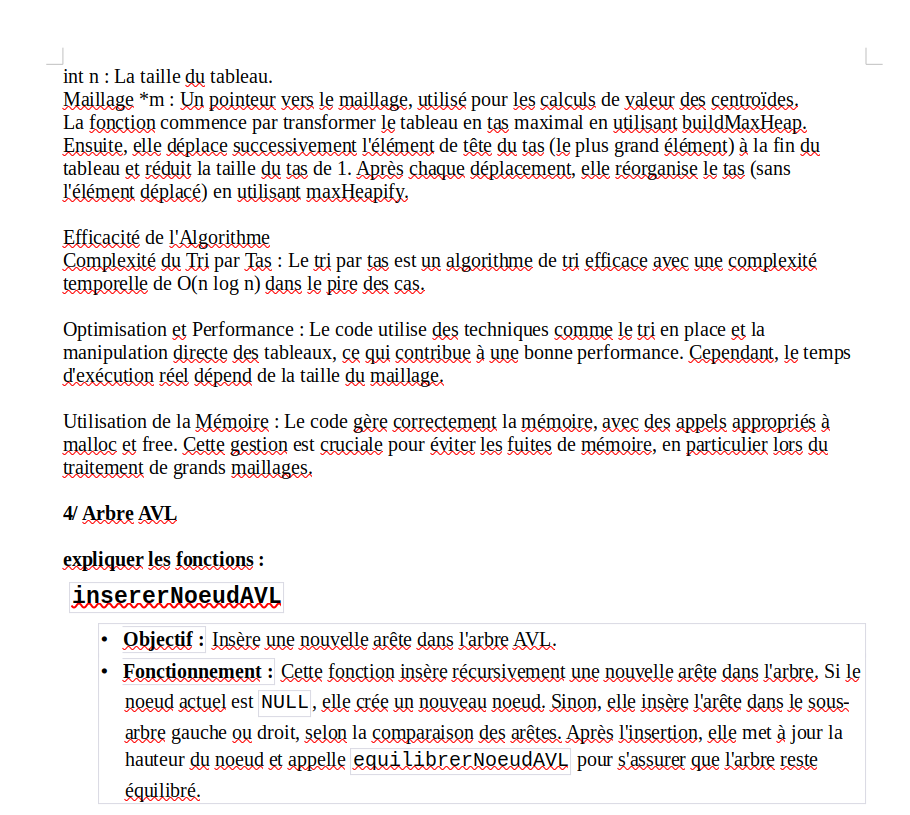 int n : La taille du tableau.
Maillage *m : Un pointeur vers le maillage, utilisé pour les calculs de valeur des centroïdes.
La fonction commence par transformer le tableau en tas maximal en utilisant buildMaxHeap.
Ensuite, elle déplace successivement l'élément de tête du tas (le plus grand élément) à la fin du
tableau et réduit la taille du tas de 1. Après chaque déplacement, elle réorganise le tas (sans
l'élément déplacé) en utilisant maxHeapify.
Efficacité de l'Algorithme
Complexité du Tri par Tas : Le tri par tas est un algorithme de tri efficace avec une complexité
temporelle de O(n log n) dans le pire des cas.
Optimisation et Performance : Le code utilise des techniques comme le tri en place et la
manipulation directe des tableaux, ce qui contribue à une bonne performance. Cependant, le temps
d'exécution réel dépend de la taille du maillage.
Utilisation de la Mémoire : Le code gère correctement la mémoire, avec des appels appropriés à
malloc et free. Cette gestion est cruciale pour éviter les fuites de mémoire, en particulier lors du
traitement de grands maillages.
4/ Arbre AVL
expliquer les fonctions :
insererNoeudAVL
• Objectif : Insère une nouvelle arête dans l'arbre AVL.
• Fonctionnement : Cette fonction insère récursivement une nouvelle arête dans l'arbre. Si le
noeud actuel est NULL, elle crée un nouveau noeud. Sinon, elle insère l'arête dans le sous-
arbre gauche ou droit, selon la comparaison des arêtes. Après l'insertion, elle met à jour la
hauteur du noeud et appelle equilibrerNoeudAVL pour s'assurer que l'arbre reste
équilibré.